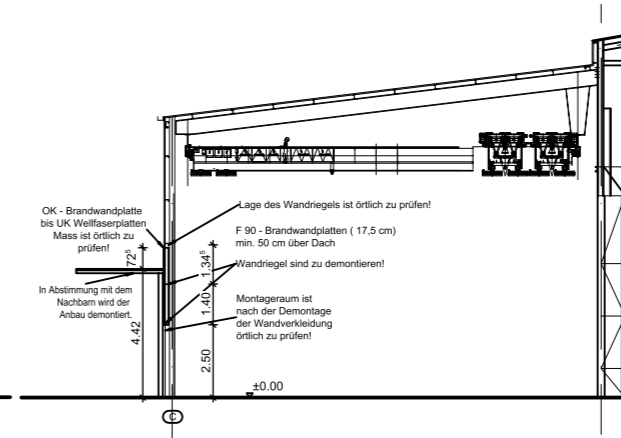 OK - Brandwandplatte
bis UK Wellfaserplatten
Mass ist örtlich zu
prüfen!
Lage des Wandriegels ist örtlich zu prüfen!
F 90 - Brandwandplatten ( 17,5 cm)
min. 50 cm über Dach
Wandriegel sind zu demontieren!
In Abstimmung mit dem
Nachbarn wird der
Anbau demontiert.
Montageraum ist
nach der Demontage
der Wandverkleidung
örtlich zu prüfen!
72⁵
4.42
1.34⁵
1.40
2.50
±0.00
C